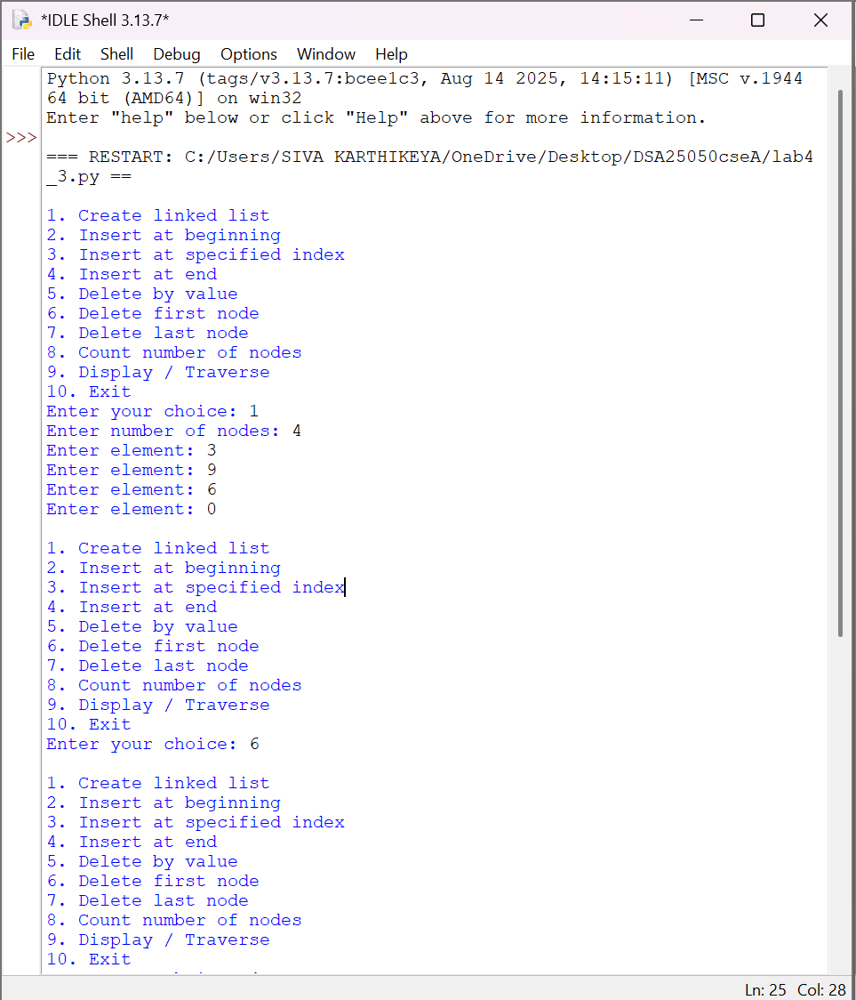 *IDLE Shell 3.13.7*
File Edit Shell Debug Options Window Help
Python 3.13.7 (tags/v3.13.7:bcee1c3, Aug 14 2025, 14:15:11) [MSC v.1944
64 bit (AMD64)] on win32
Enter "help" below or click "Help" above for more information.
>>>
=== RESTART: C:/Users/SIVA KARTHIKEYA/OneDrive/Desktop/DSA25050cseA/lab4
_3.py ==
1. Create linked list
2. Insert at beginning
3. Insert at specified index
4. Insert at end
5. Delete by value
6. Delete first node
7. Delete last node
8. Count number of nodes
9. Display / Traverse
10. Exit
Enter your choice: 1
Enter number of nodes: 4
Enter element: 3
Enter element: 9
Enter element: 6
Enter element: 0
1. Create linked list
2. Insert at beginning
3. Insert at specified index
4. Insert at end
5. Delete by value
6. Delete first node
7. Delete last node
8. Count number of nodes
9. Display / Traverse
10. Exit
Enter your choice: 6
1. Create linked list
2. Insert at beginning
3. Insert at specified index
4. Insert at end
5. Delete by value
6. Delete first node
7. Delete last node
8. Count number of nodes
9. Display / Traverse
10. Exit
Ln: 25 Col: 28